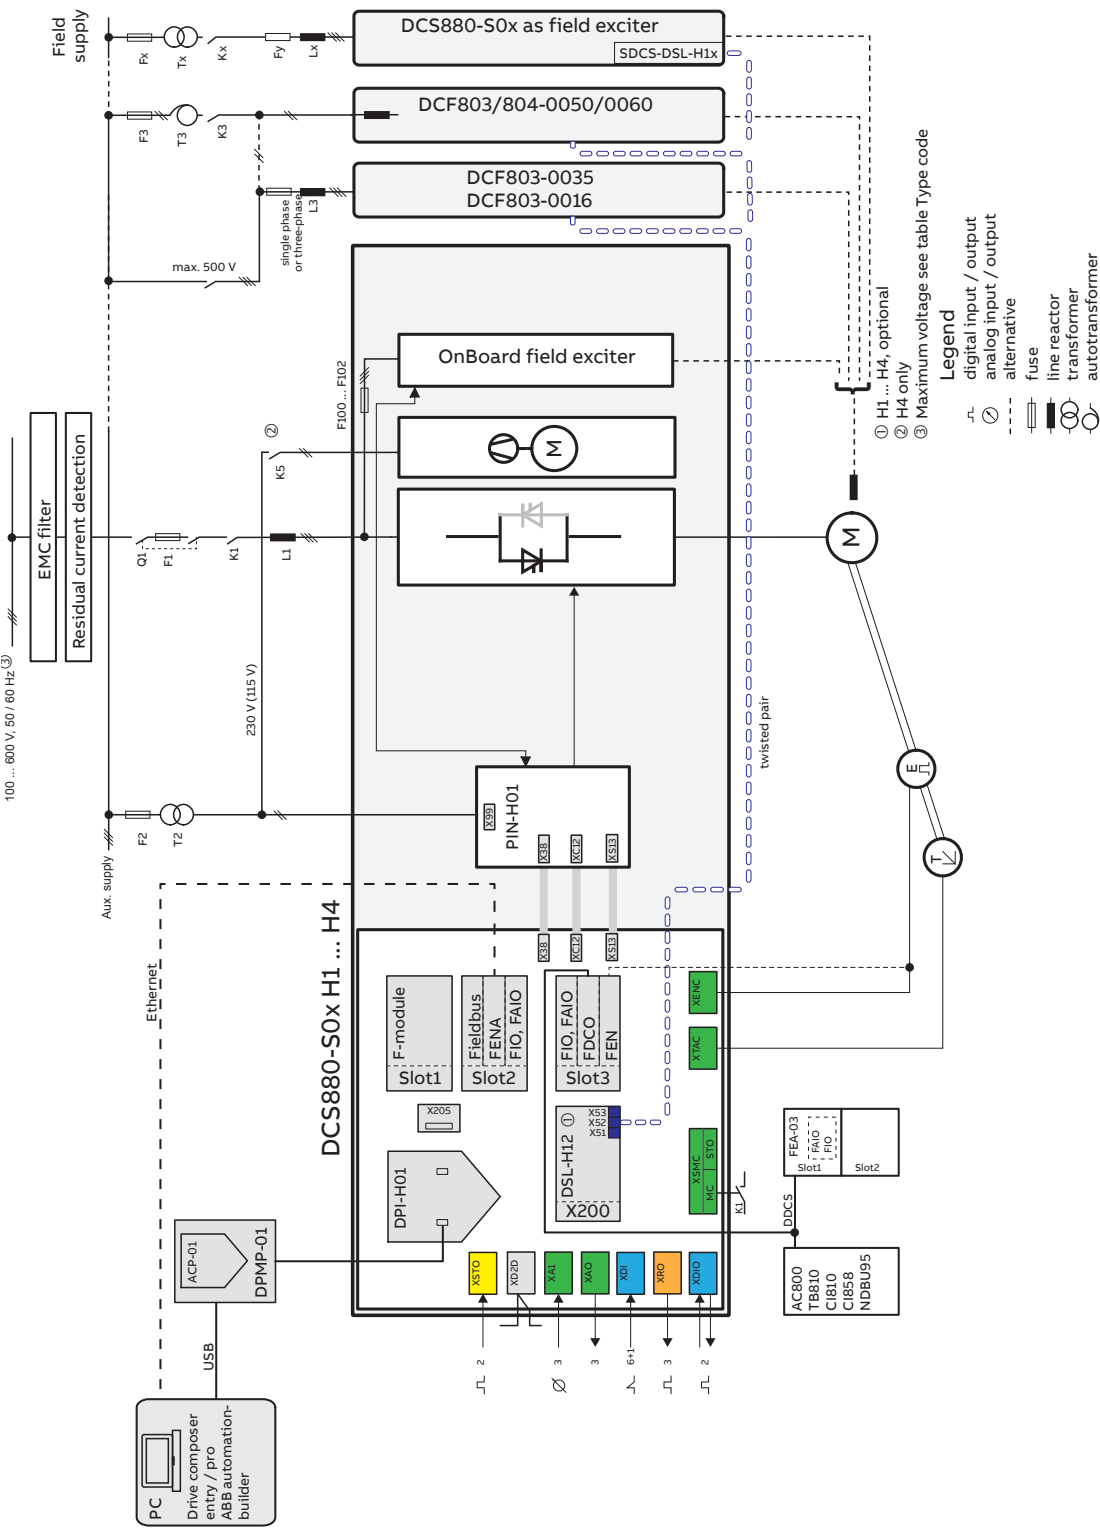 Field
supply
Fx
Tx
Kx
Fy
Lx
DCS880-S0x as field exciter
SDCS-DSL-H1x
F3
T3
K3
DCF803/804-0050/0060
single phase
or three-phase
L3
DCF803-0035
DCF803-0016
max. 500 V
OnBoard field exciter
F100 ... F102
②
K5
M
EMC filter
Residual current detection
Q1
F1
K1
L1
M
100 ... 600 V, 50 / 60 Hz ③
230 V (115 V)
twisted pair
① H1 ... H4, optional
② H4 only
③ Maximum voltage see table Type code
Legend
digital input / output
analog input / output
alternative
fuse
line reactor
transformer
autotransformer
Aux. supply
F2
T2
X99
PIN-H01
X38
XC12
XS13
E
T
Ethernet
DCS880-S0x H1 ... H4
X38
XC12
XS13
F-module
Slot1
Fieldbus
FENA
FIO, FAIO
Slot2
FIO, FAIO
FDCO
FEN
Slot3
XENC
XTAC
X205
DPI-H01
DSL-H12 ①
X53
X52
X51
X200
XSMC
MC
STO
K1
DDCS
FEA-03
FAIO
FIO
Slot1
Slot2
AC800
TB810
CI810
CI858
NDBU95
ACP-01
DPMP-01
USB
XSTO
XD2D
XAI
XAO
XDI
XRO
XDIO
2
3
3
6+1
3
2
PC
Drive composer
entry / pro
ABB automation-
builder